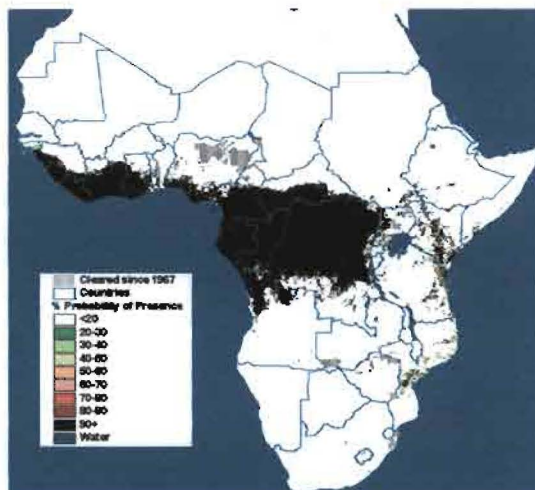 Cleared since 1967
Countries
% Probability of Presence
<20
20-30
30-40
40-50
50-60
60-70
70-80
80-90
90+
Water